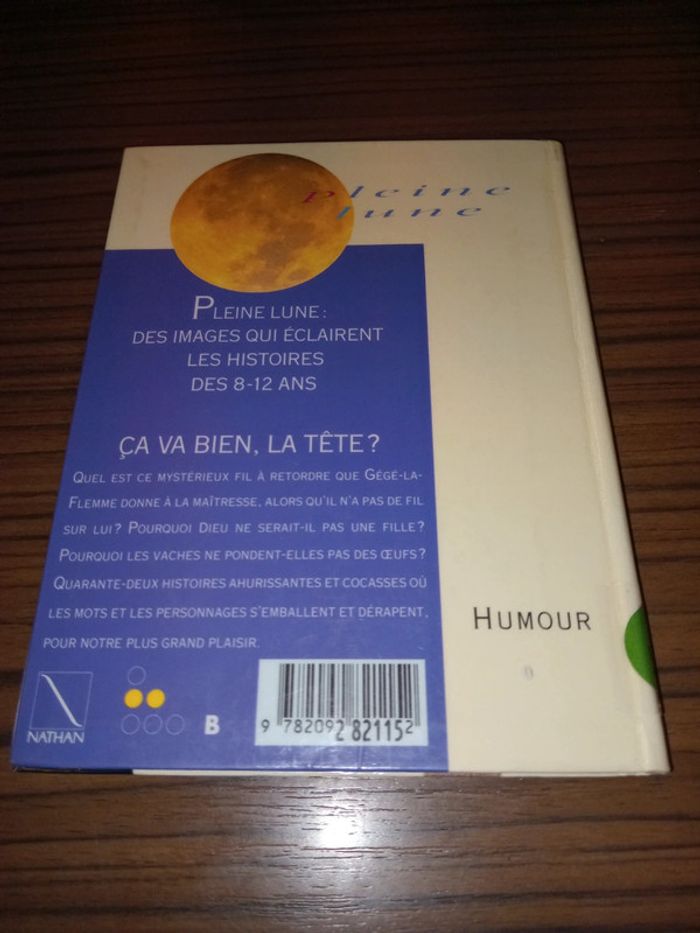 pleine
lune
PLEINE LUNE :
DES IMAGES QUI ÉCLAIRENT
LES HISTOIRES
DES 8-12 ANS
ÇA VA BIEN, LA TÊTE ?
QUEL EST CE MYSTÉRIEUX FIL À RETORDRE QUE GÉGÉ-LA-
FLEMME DONNE À LA MAÎTRESSE, ALORS QU'IL N'A PAS DE FIL
SUR LUI ? POURQUOI DIEU NE SERAIT-IL PAS UNE FILLE ?
POURQUOI LES VACHES NE PONDENT-ELLES PAS DES ŒUFS ?
QUARANTE-DEUX HISTOIRES AHURISSANTES ET COCASSES OÙ
LES MOTS ET LES PERSONNAGES S'EMBALLENT ET DÉRAPENT,
POUR NOTRE PLUS GRAND PLAISIR.
HUMOUR
NATHAN
B
9 782092 821152